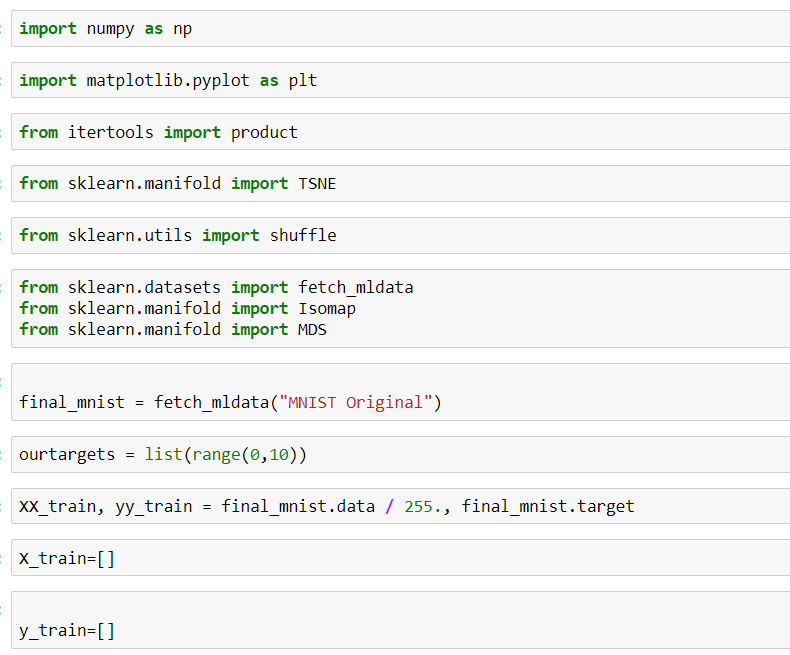 import numpy as np
import matplotlib.pyplot as plt
from itertools import product
from sklearn.manifold import TSNE
from sklearn.utils import shuffle
from sklearn.datasets import fetch_mldata
from sklearn.manifold import Isomap
from sklearn.manifold import MDS
final_mnist = fetch_mldata("MNIST Original")
ourtargets = list(range(0,10))
XX_train, yy_train = final_mnist.data / 255., final_mnist.target
X_train=[]
y_train=[]